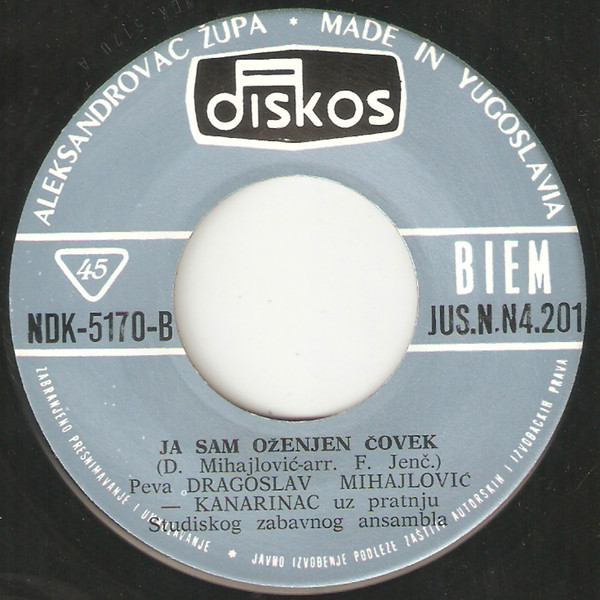 ALEKSANDROVAC ŽUPA * MADE IN YUGOSLAVIA
DISKOS
45
BIEM
NDK-5170-B
JUS.N.N4.201
JA SAM OŽENJEN ČOVEK
(D. Mihajlović-arr. F. Jenč.)
Peva DRAGOSLAV MIHAJLOVIĆ
— KANARINAC uz pratnju
Studiskog zabavnog ansambla
ZABRANJENO PRESNIMAVANJE I UMNOŽAVANJE * JAVNO IZVOĐENJE PODLEŽE ZAŠTITI AUTORSKIH I IZVOĐAČKIH PRAVA